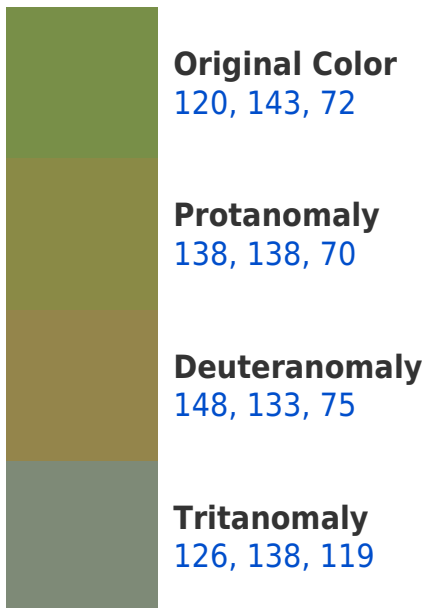 Original Color
120, 143, 72
Protanomaly
138, 138, 70
Deuteranomaly
148, 133, 75
Tritanomaly
126, 138, 119